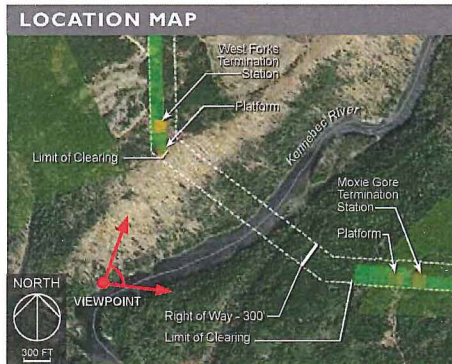 LOCATION MAP
West Forks
Termination
Station
Platform
Limit of Clearing
Kennebec River
Moxie Gore
Termination
Station
Platform
NORTH
VIEWPOINT
300 FT
Right of Way - 300'
Limit of Clearing